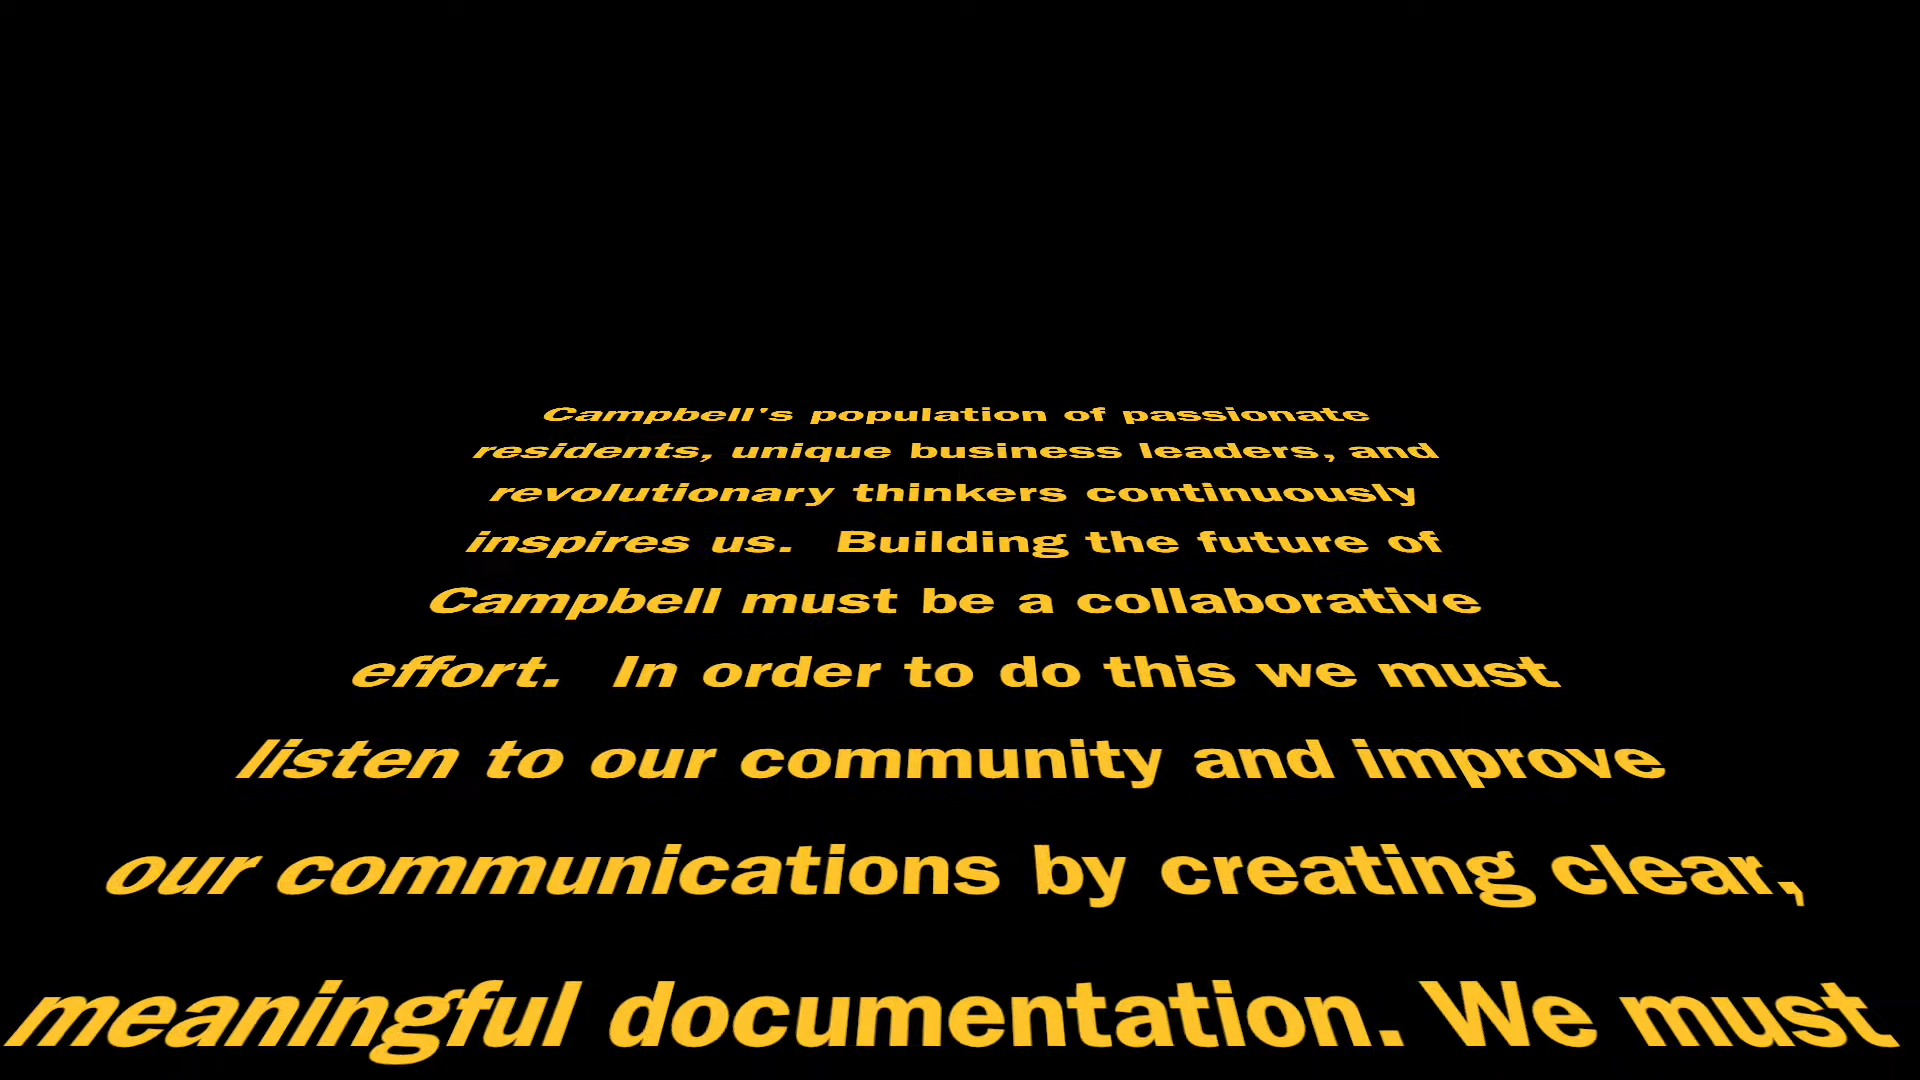 Campbell's population of passionate
residents, unique business leaders, and
revolutionary thinkers continuously
inspires us.  Building the future of
Campbell must be a collaborative
effort.  In order to do this we must
listen to our community and improve
our communications by creating clear,
meaningful documentation. We must